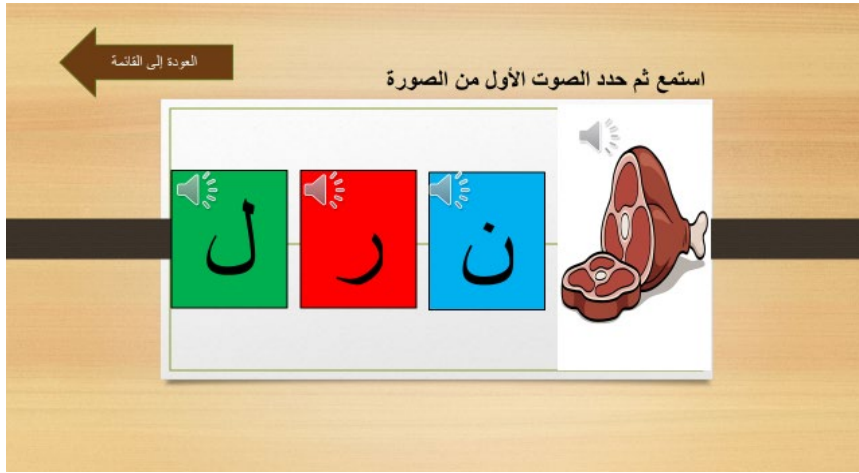 العودة إلى القائمة
استمع ثم حدد الصوت الأول من الصورة
ن
ر
ل